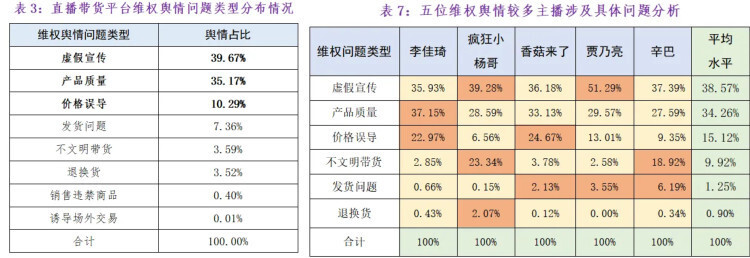 表 3：直播带货平台维权舆情问题类型分布情况
维权舆情问题类型 舆情占比
虚假宣传 39.67%
产品质量 35.17%
价格误导 10.29%
发货问题 7.36%
不文明带货 3.59%
退换货 3.52%
销售违禁商品 0.40%
诱导场外交易 0.01%
合计 100.00%
表 7：五位维权舆情较多主播涉及具体问题分析
维权问题类型 李佳琦 疯狂小杨哥 香菇来了 贾乃亮 辛巴 平均水平
虚假宣传 35.93% 39.28% 36.18% 51.29% 37.39% 38.57%
产品质量 37.15% 28.59% 33.13% 29.57% 27.59% 34.26%
价格误导 22.97% 6.56% 24.67% 13.01% 9.35% 15.12%
不文明带货 2.85% 23.34% 3.78% 2.58% 18.92% 9.92%
发货问题 0.66% 0.15% 2.13% 3.55% 6.19% 1.25%
退换货 0.43% 2.07% 0.12% 0.00% 0.34% 0.90%
合计 100% 100% 100% 100% 100% 100%